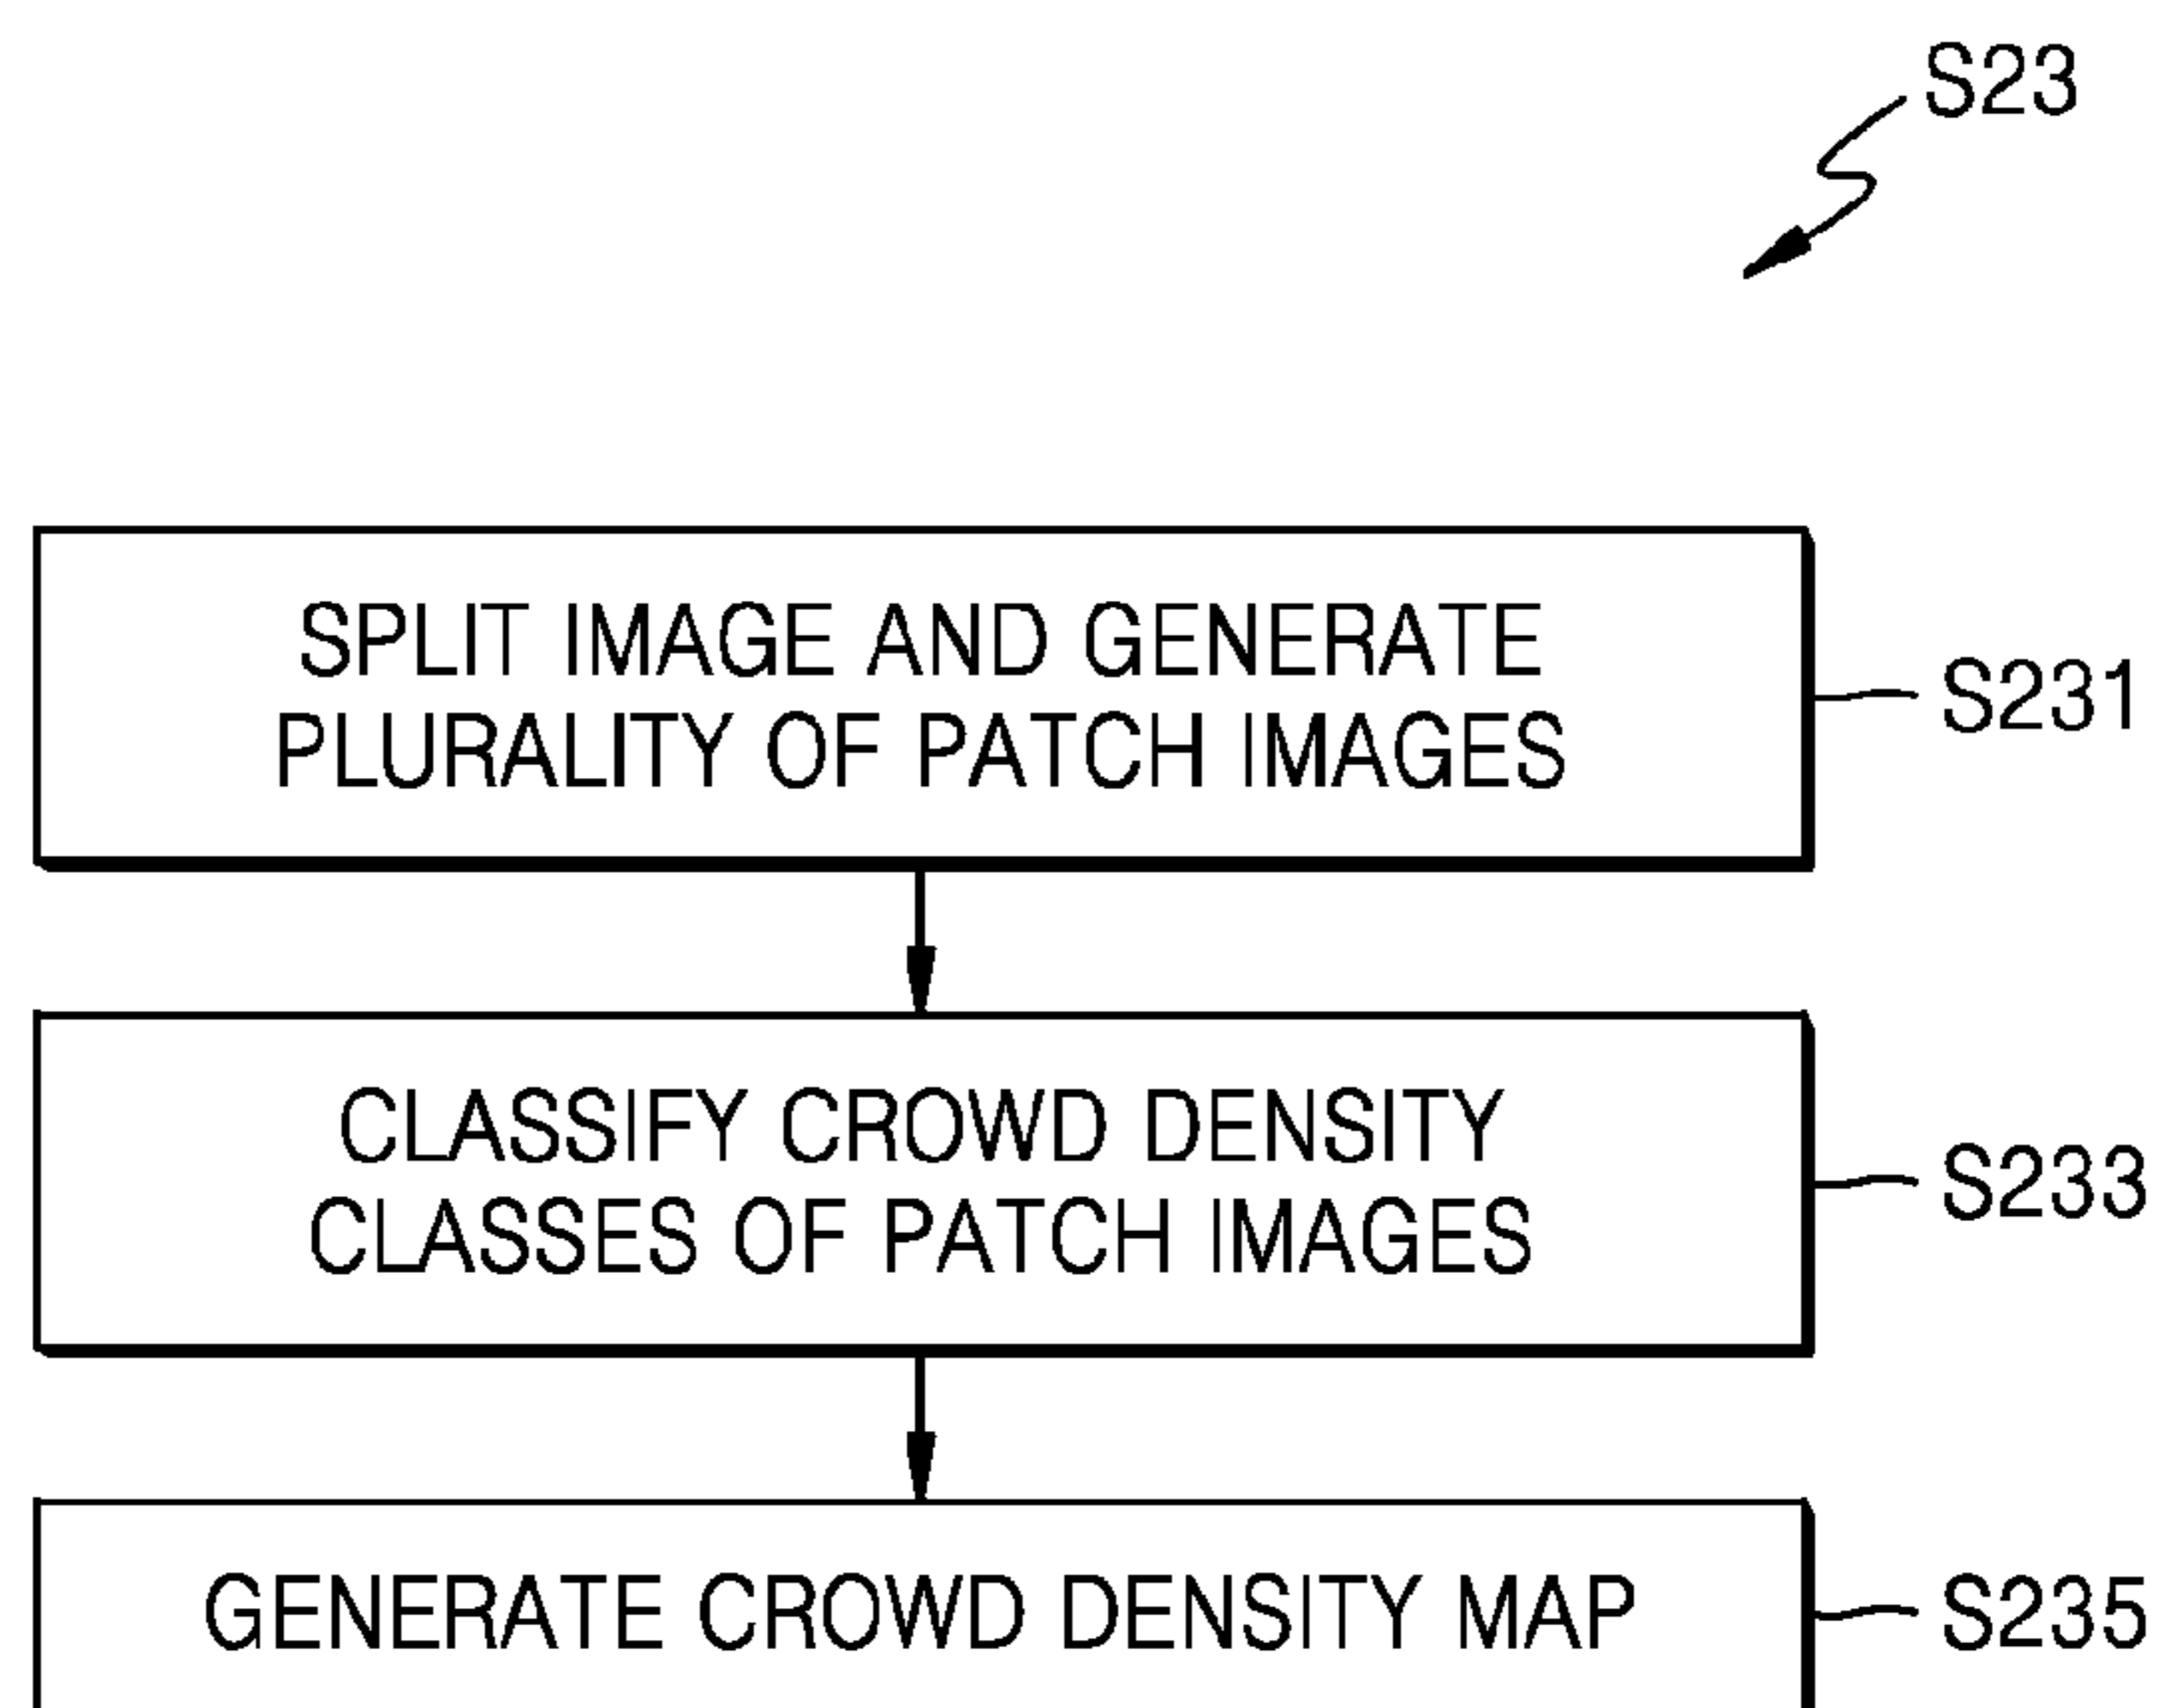 S23
SPLIT IMAGE AND GENERATE
PLURALITY OF PATCH IMAGES
S231
CLASSIFY CROWD DENSITY
CLASSES OF PATCH IMAGES
S233
GENERATE CROWD DENSITY MAP
S235